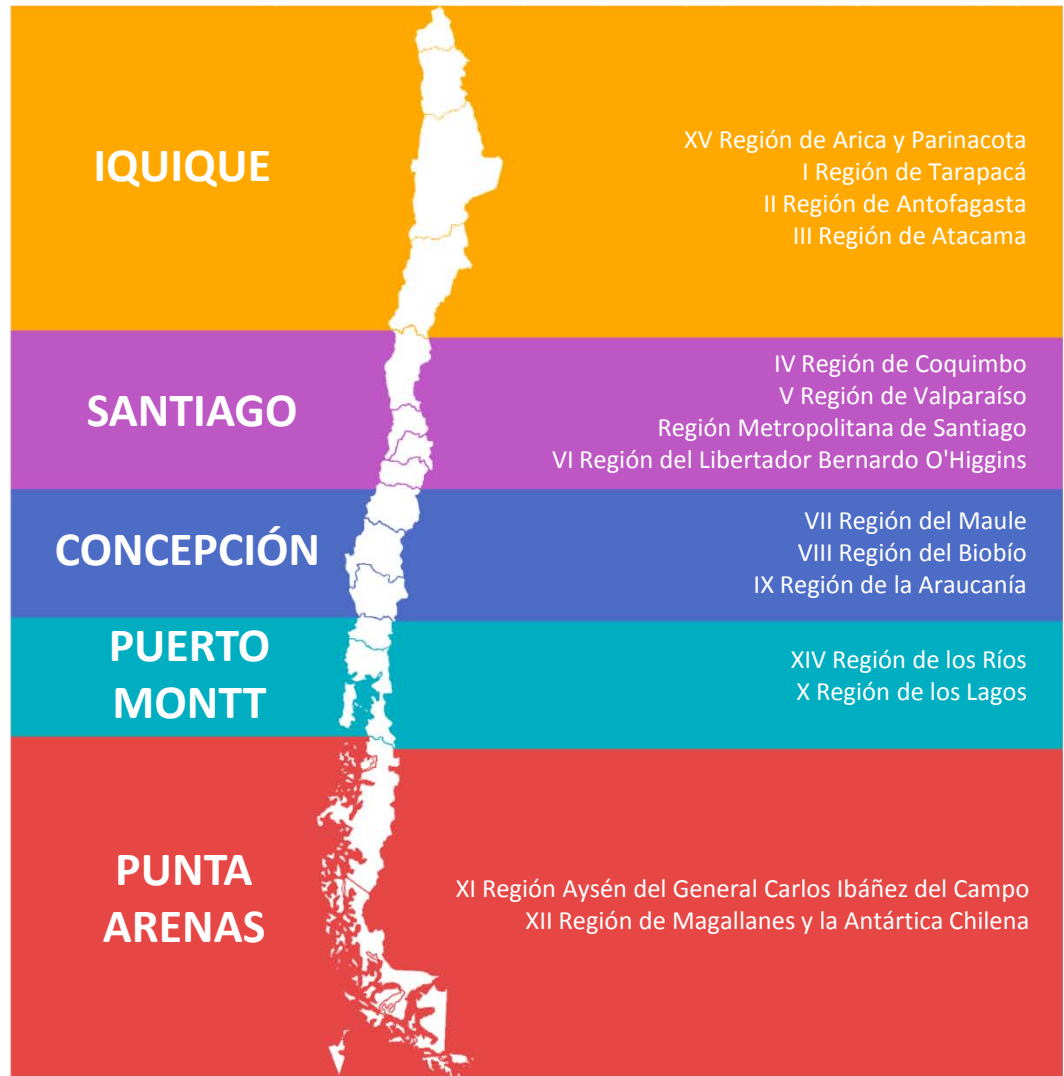 IQUIQUE
XV Región de Arica y Parinacota
I Región de Tarapacá
II Región de Antofagasta
III Región de Atacama
SANTIAGO
IV Región de Coquimbo
V Región de Valparaíso
Región Metropolitana de Santiago
VI Región del Libertador Bernardo O'Higgins
CONCEPCIÓN
VII Región del Maule
VIII Región del Biobío
IX Región de la Araucanía
PUERTO
MONTT
XIV Región de los Ríos
X Región de los Lagos
PUNTA
ARENAS
XI Región Aysén del General Carlos Ibáñez del Campo
XII Región de Magallanes y la Antártica Chilena